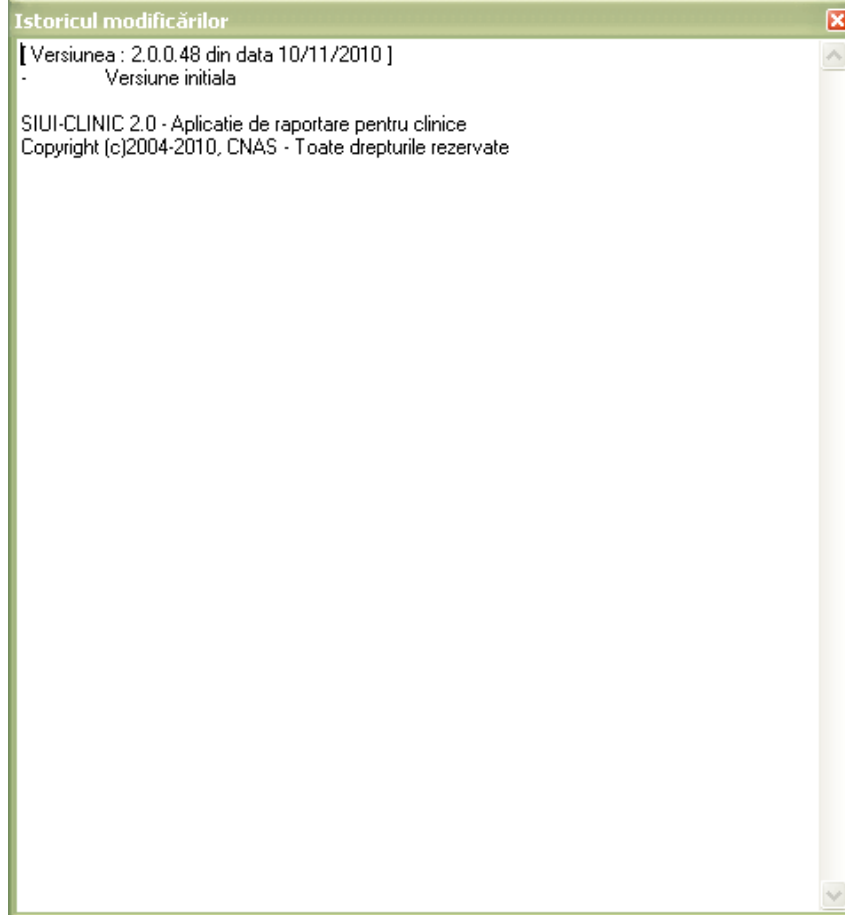 Istoricul modificărilor
[ Versiunea : 2.0.0.48 din data 10/11/2010 ]
- Versiune initiala
SIUI-CLINIC 2.0 - Aplicatie de raportare pentru clinice
Copyright (c)2004-2010, CNAS - Toate drepturile rezervate